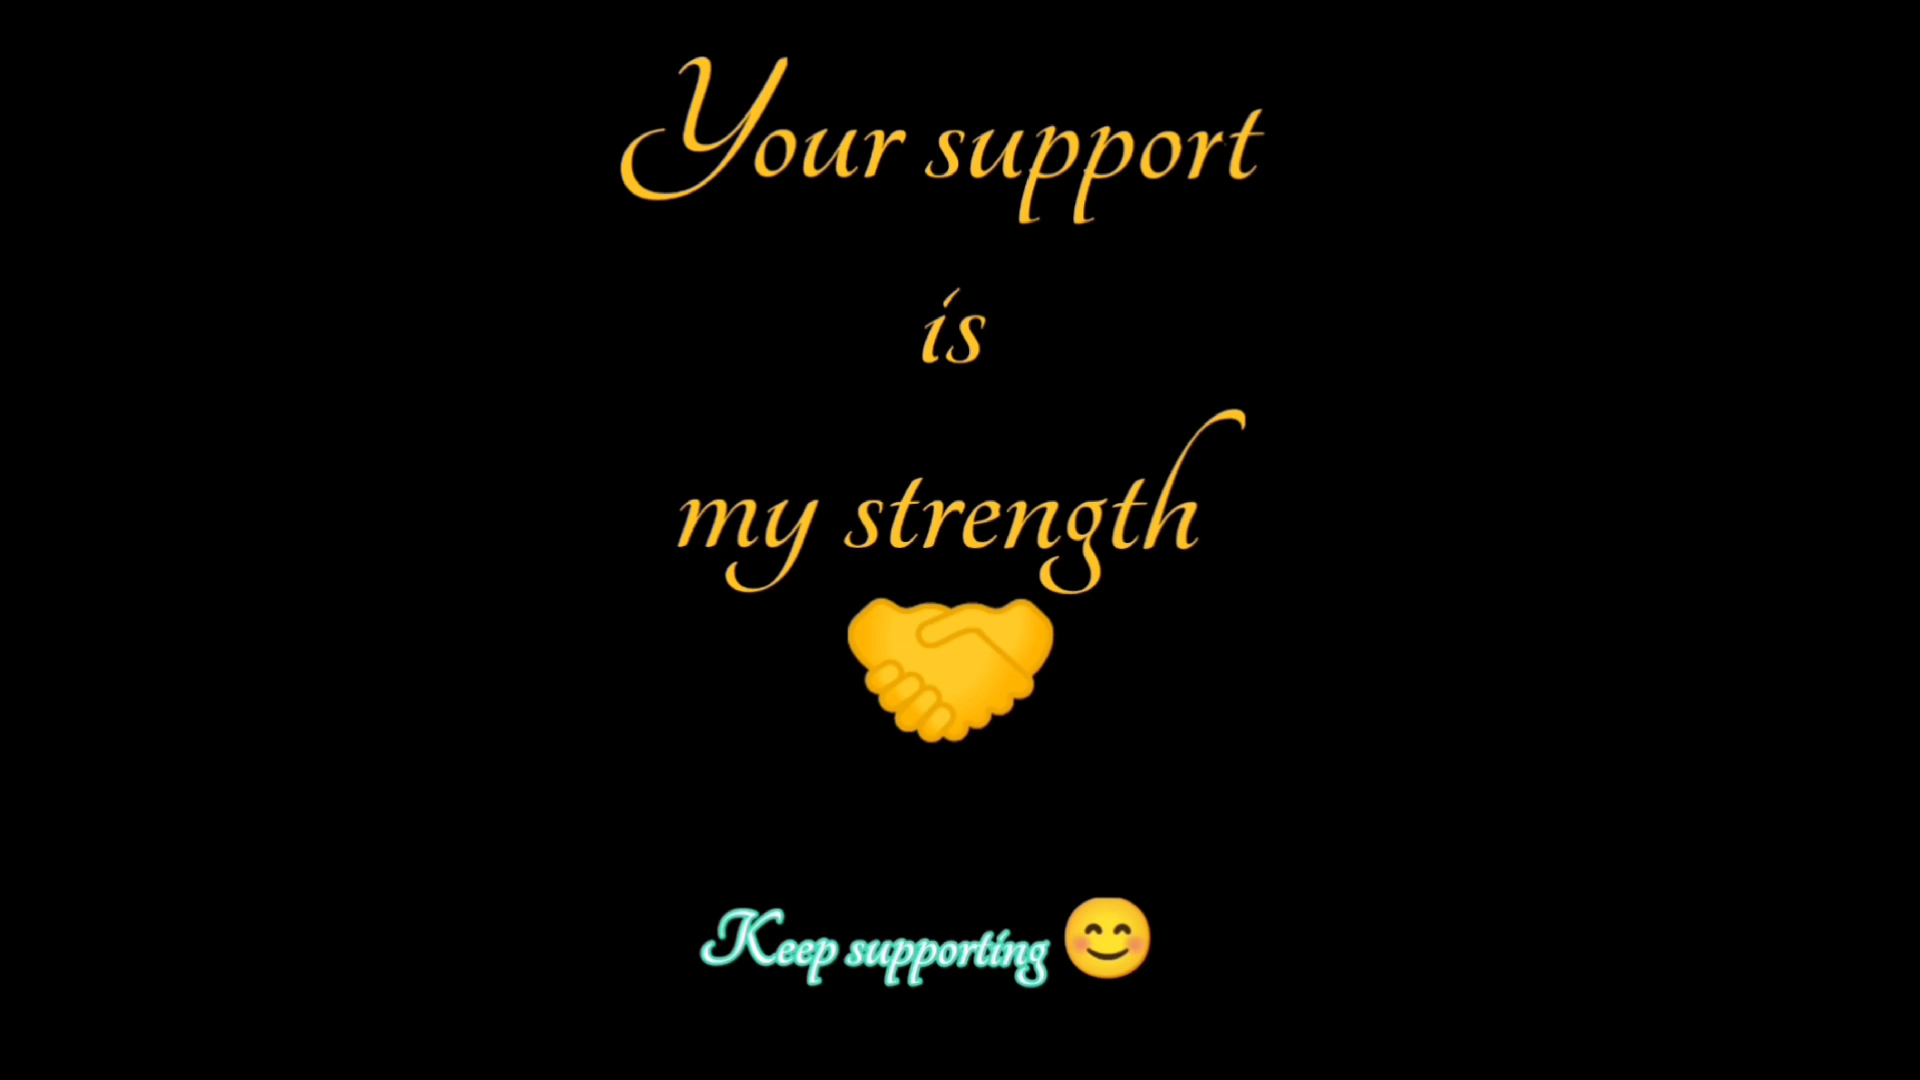 Your support
is
my strength
🤝
Keep supporting 😊